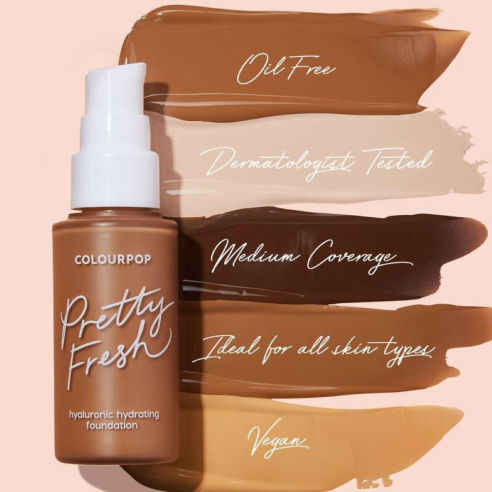 Oil Free
Dermatologist Tested
Medium Coverage
Ideal for all skin types
Vegan
COLOURPOP
Pretty
Fresh
hyaluronic hydrating
foundation